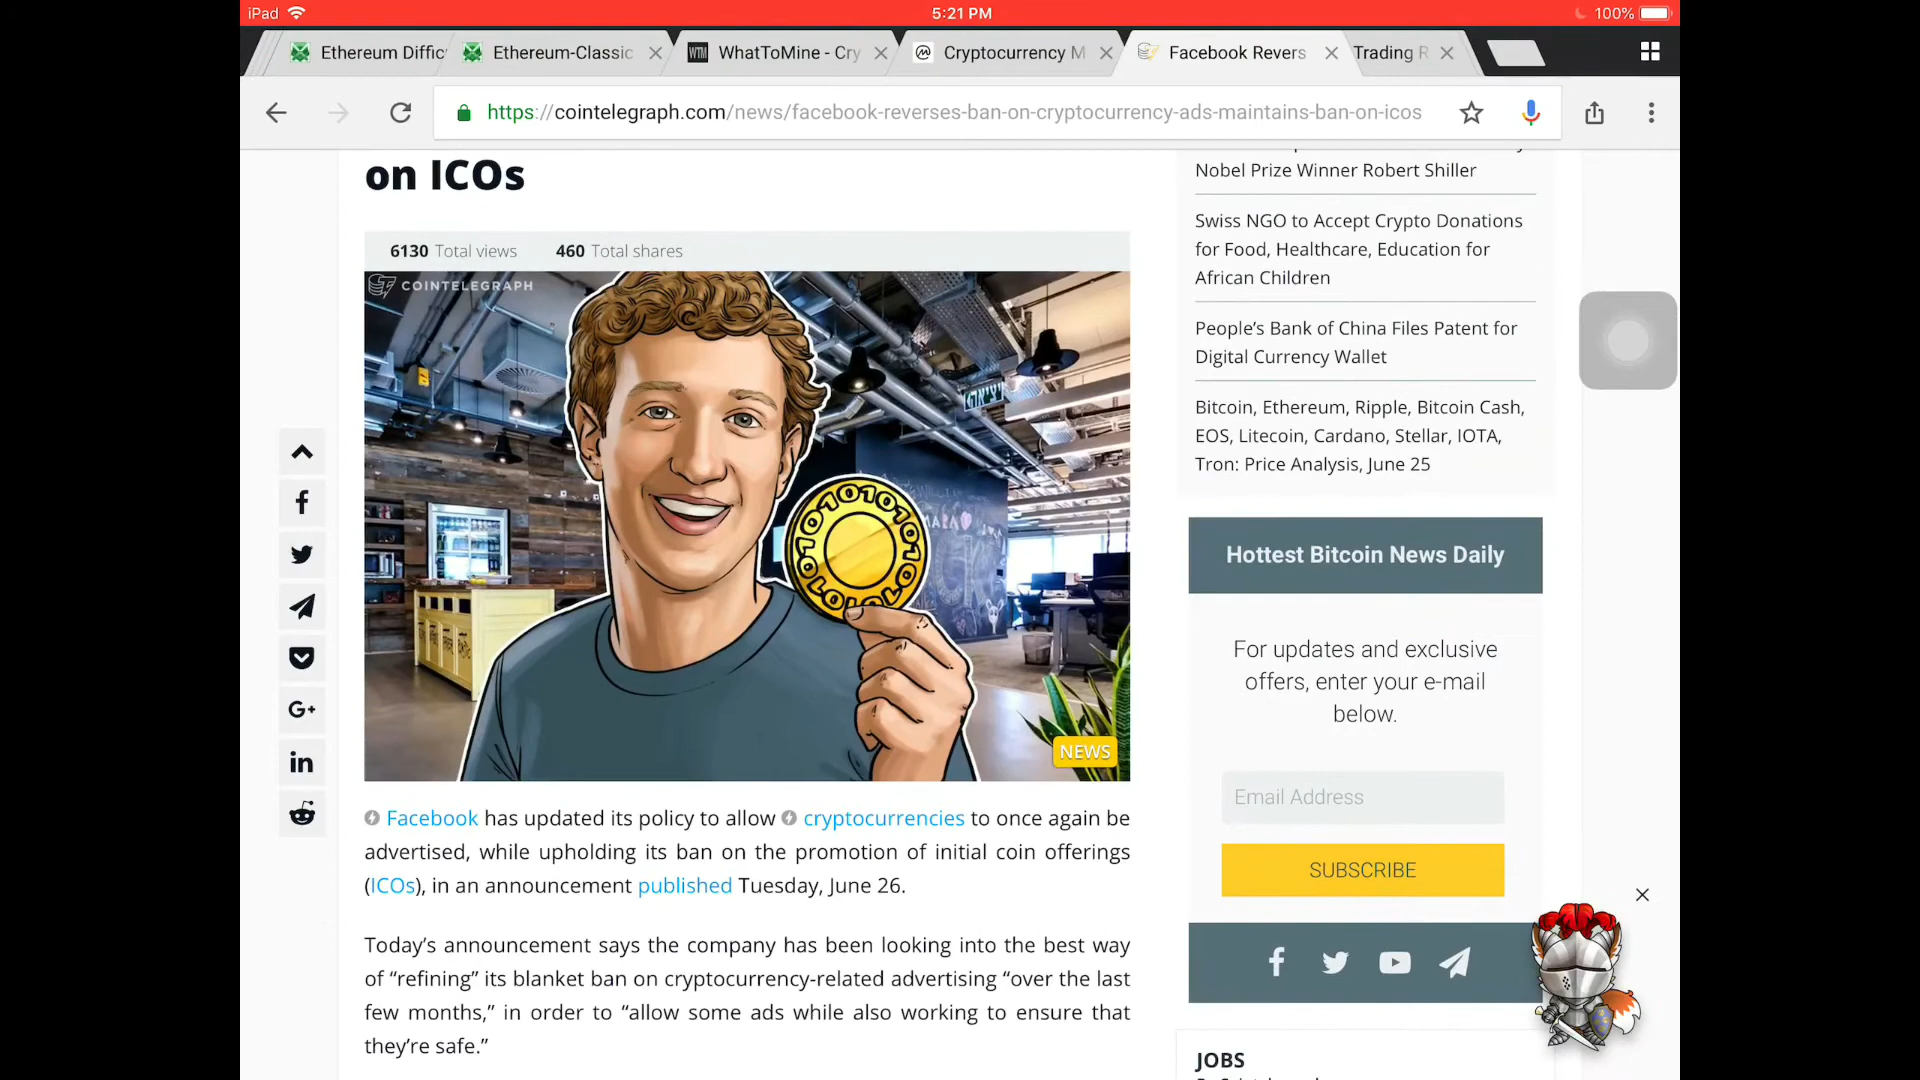 iPad
5:21 PM
100%
Ethereum Diffic
Ethereum-Classic
WhatToMine - Cry
Cryptocurrency M
Facebook Revers
Trading R
https://cointelegraph.com/news/facebook-reverses-ban-on-cryptocurrency-ads-maintains-ban-on-icos
on ICOs
6130 Total views 460 Total shares
COINTELEGRAPH
NEWS
Facebook has updated its policy to allow cryptocurrencies to once again be
advertised, while upholding its ban on the promotion of initial coin offerings
(ICOs), in an announcement published Tuesday, June 26.
Today’s announcement says the company has been looking into the best way
of “refining” its blanket ban on cryptocurrency-related advertising “over the last
few months,” in order to “allow some ads while also working to ensure that
they’re safe.”
Nobel Prize Winner Robert Shiller
Swiss NGO to Accept Crypto Donations
for Food, Healthcare, Education for
African Children
People’s Bank of China Files Patent for
Digital Currency Wallet
Bitcoin, Ethereum, Ripple, Bitcoin Cash,
EOS, Litecoin, Cardano, Stellar, IOTA,
Tron: Price Analysis, June 25
Hottest Bitcoin News Daily
For updates and exclusive
offers, enter your e-mail
below.
Email Address
SUBSCRIBE
JOBS